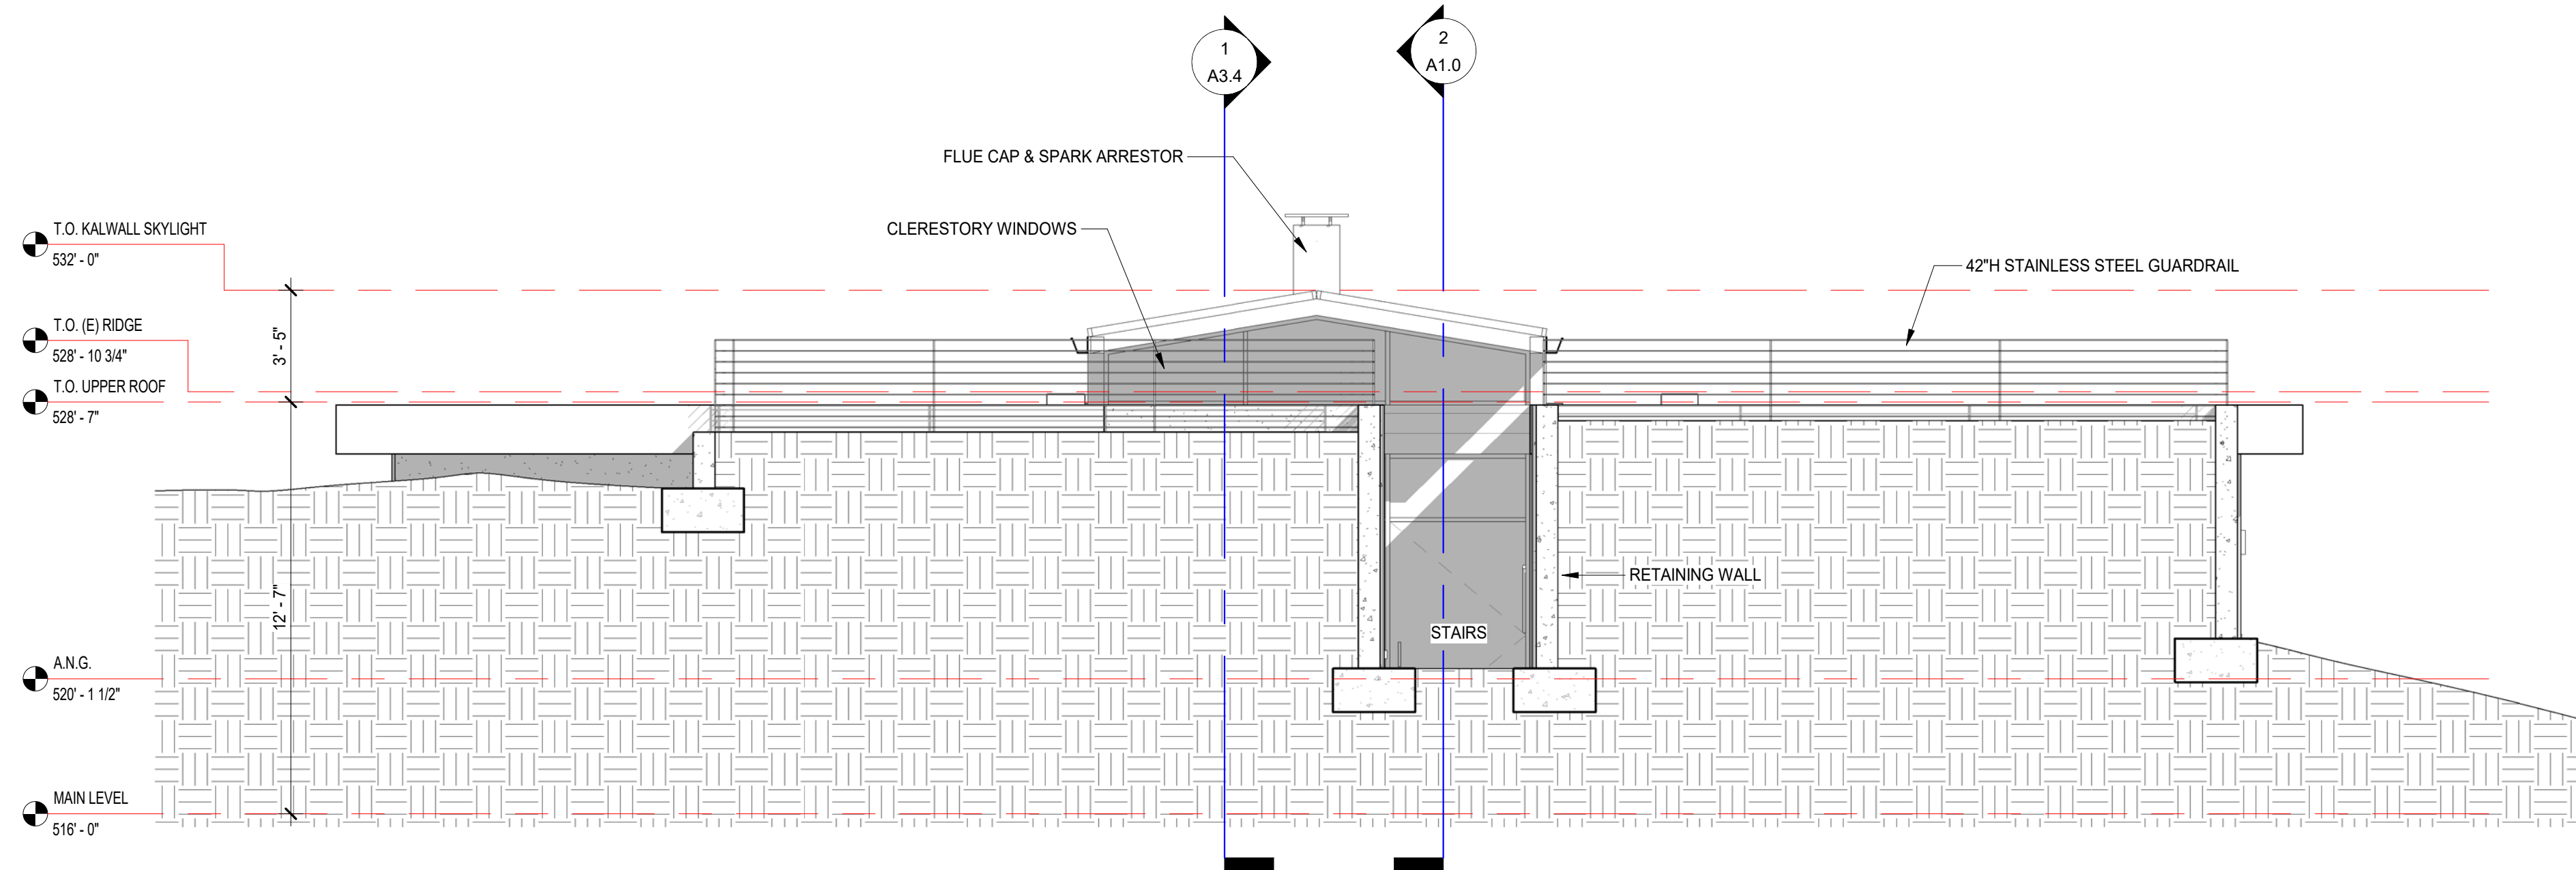 1
A3.4
2
A1.0
FLUE CAP & SPARK ARRESTOR
CLERESTORY WINDOWS
42"H STAINLESS STEEL GUARDRAIL
T.O. KALWALL SKYLIGHT
532' - 0"
T.O. (E) RIDGE
528' - 10 3/4"
T.O. UPPER ROOF
528' - 7"
3' - 5"
12' - 7"
RETAINING WALL
STAIRS
A.N.G.
520' - 1 1/2"
MAIN LEVEL
516' - 0"